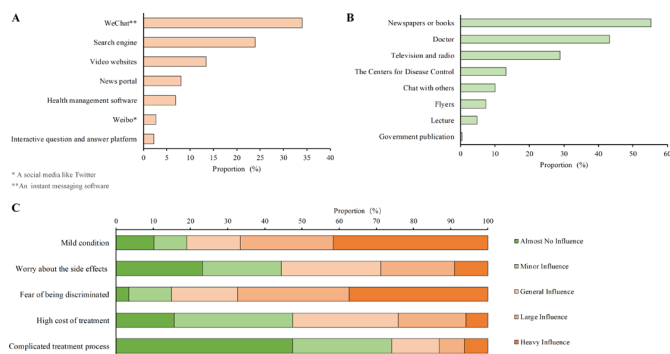 A
WeChat**
Search engine
Video websites
News portal
Health management software
Weibo*
Interactive question and answer platform
0 5 10 15 20 25 30 35 40
Proportion (%)
* A social media like Twitter
**An instant messaging software
B
Newspapers or books
Doctor
Television and radio
The Centers for Disease Control
Chat with others
Flyers
Lecture
Government publication
0 10 20 30 40 50 60
Proportion (%)
C
Proportion (%)
0 10 20 30 40 50 60 70 80 90 100
Mild condition
Worry about the side effects
Fear of being discriminated
High cost of treatment
Complicated treatment process
Almost No Influence
Minor Influence
General Influence
Large Influence
Heavy Influence